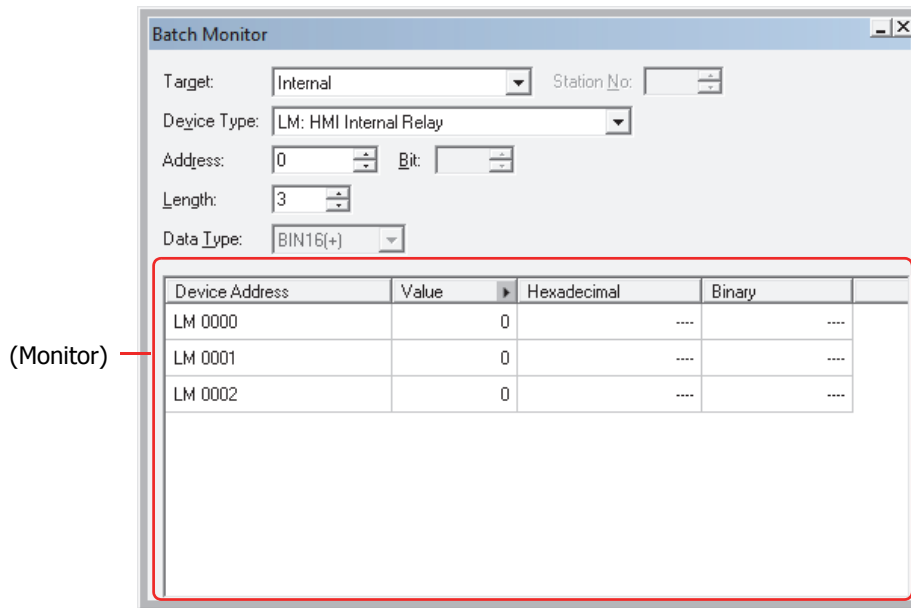 Batch Monitor
Target: Internal Station No:
Device Type: LM: HMI Internal Relay
Address: 0 Bit:
Length: 3
Data Type: BIN16(+)
Device Address Value Hexadecimal Binary
LM 0000 0 ---- ----
(Monitor) LM 0001 0 ---- ----
LM 0002 0 ---- ----